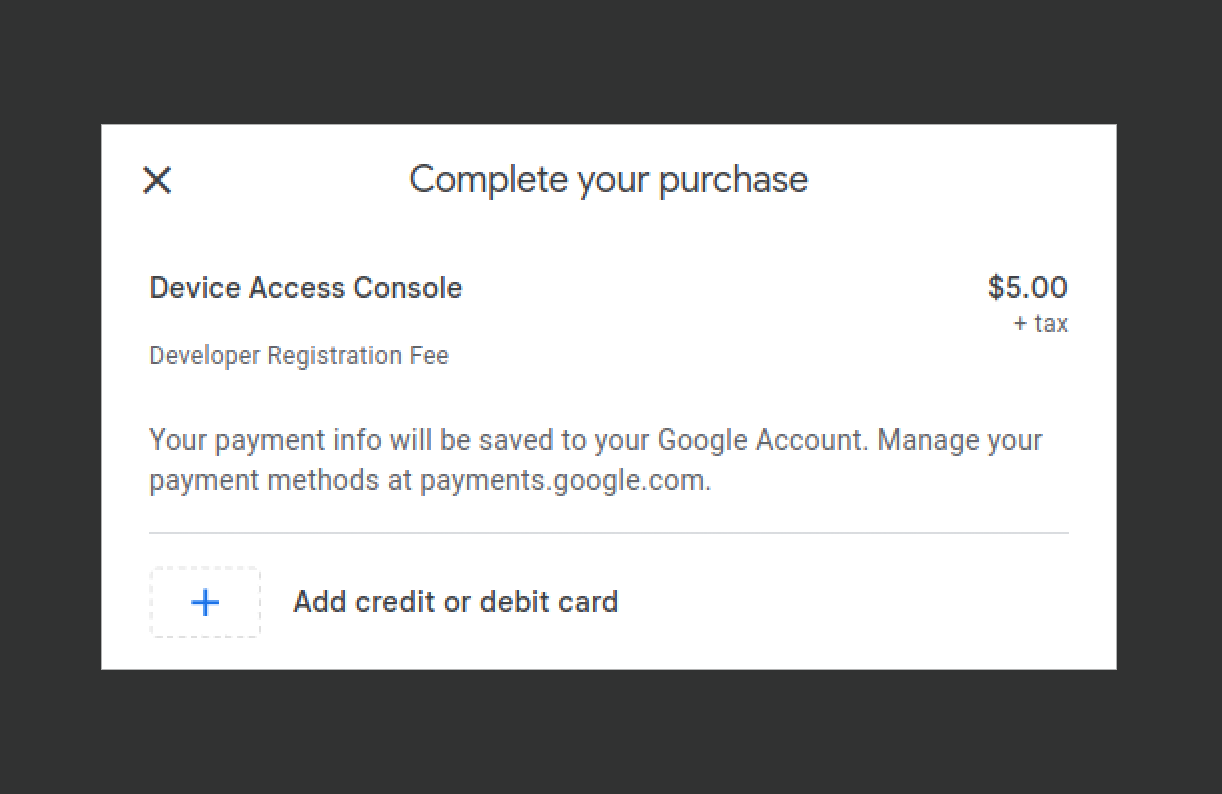 Complete your purchase
Device Access Console
$5.00
+ tax
Developer Registration Fee
Your payment info will be saved to your Google Account. Manage your
payment methods at payments.google.com.
Add credit or debit card